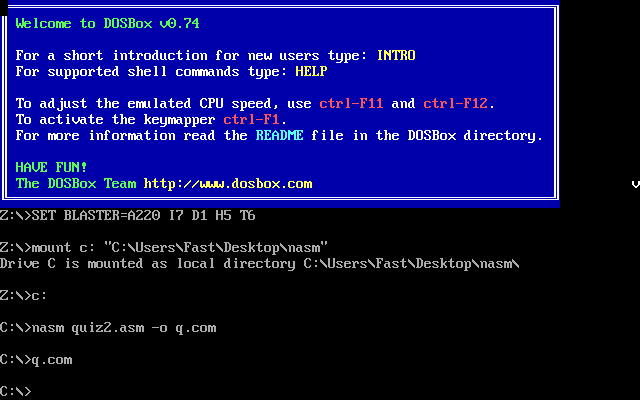 Welcome to DOSBox v0.74
For a short introduction for new users type: INTRO
For supported shell commands type: HELP
To adjust the emulated CPU speed, use ctrl-F11 and ctrl-F12.
To activate the keymapper ctrl-F1.
For more information read the README file in the DOSBox directory.
HAVE FUN!
The DOSBox Team http://www.dosbox.com
v
Z:\>SET BLASTER=A220 I7 D1 H5 T6
Z:\>mount c: "C:\Users\Fast\Desktop\nasm"
Drive C is mounted as local directory C:\Users\Fast\Desktop\nasm\
Z:\>c:
C:\>nasm quiz2.asm -o q.com
C:\>q.com
C:\>